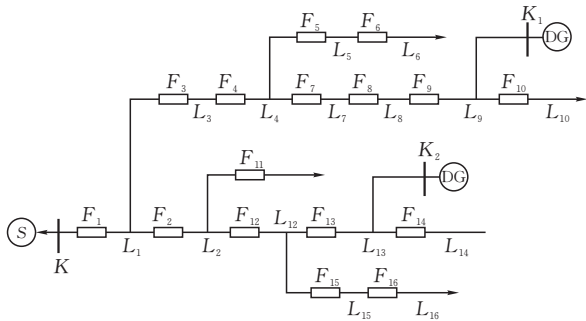 K₁
F₅ F₆ DG
L₅ L₆
F₃ F₄ F₇ F₈ F₉ F₁₀
L₃ L₄ L₇ L₈ L₉ L₁₀
F₁₁ K₂
DG
F₁ F₂ F₁₂ L₁₂ F₁₃ F₁₄
S
K L₁ L₂ L₁₃ L₁₄
F₁₅ F₁₆
L₁₅ L₁₆